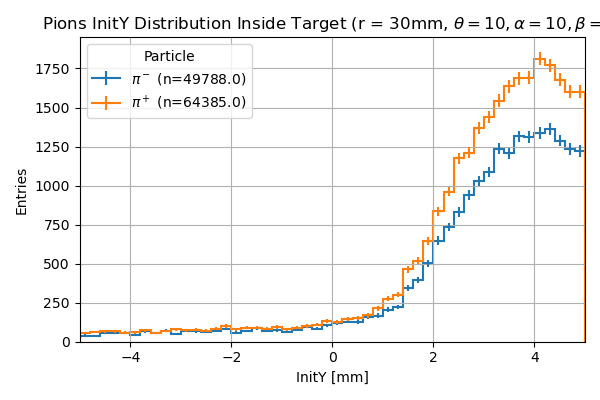 Pions InitY Distribution Inside Target (r = 30mm, θ = 10, α = 10, β =
Particle
π⁻ (n=49788.0)
π⁺ (n=64385.0)
Entries
1750
1500
1250
1000
750
500
250
0
−4
−2
0
2
4
InitY [mm]